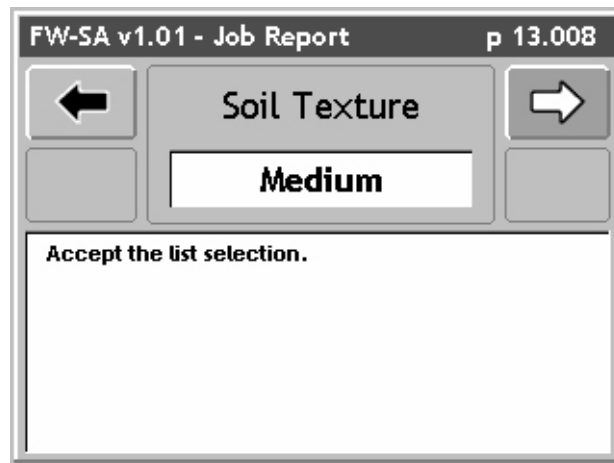 FW-SA v1.01 - Job Report p 13.008
Soil Texture
Medium
Accept the list selection.